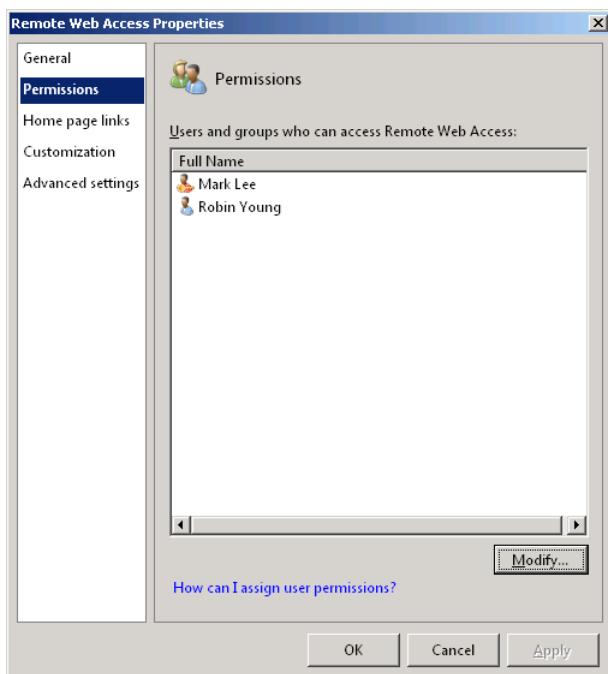 Remote Web Access Properties
General
Permissions
Home page links
Customization
Advanced settings
Permissions
Users and groups who can access Remote Web Access:
Full Name
Mark Lee
Robin Young
Modify...
How can I assign user permissions?
OK
Cancel
Apply